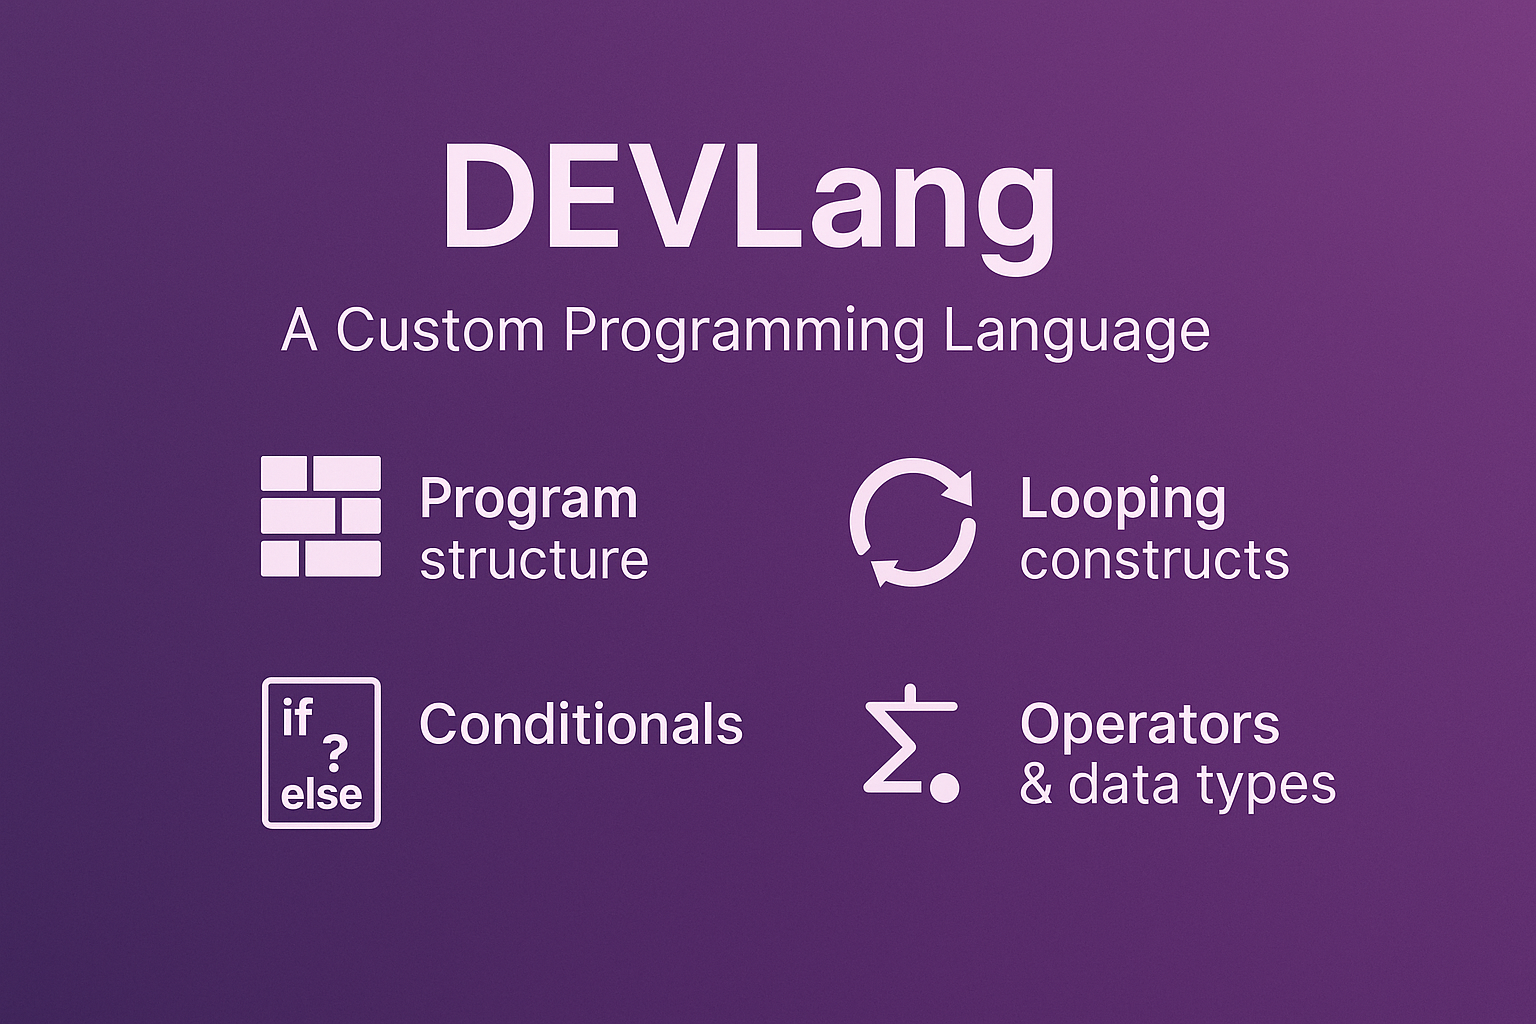 DEVLang
A Custom Programming Language
Program
structure
Looping
constructs
if
?
else
Conditionals
Σ
Operators
& data types